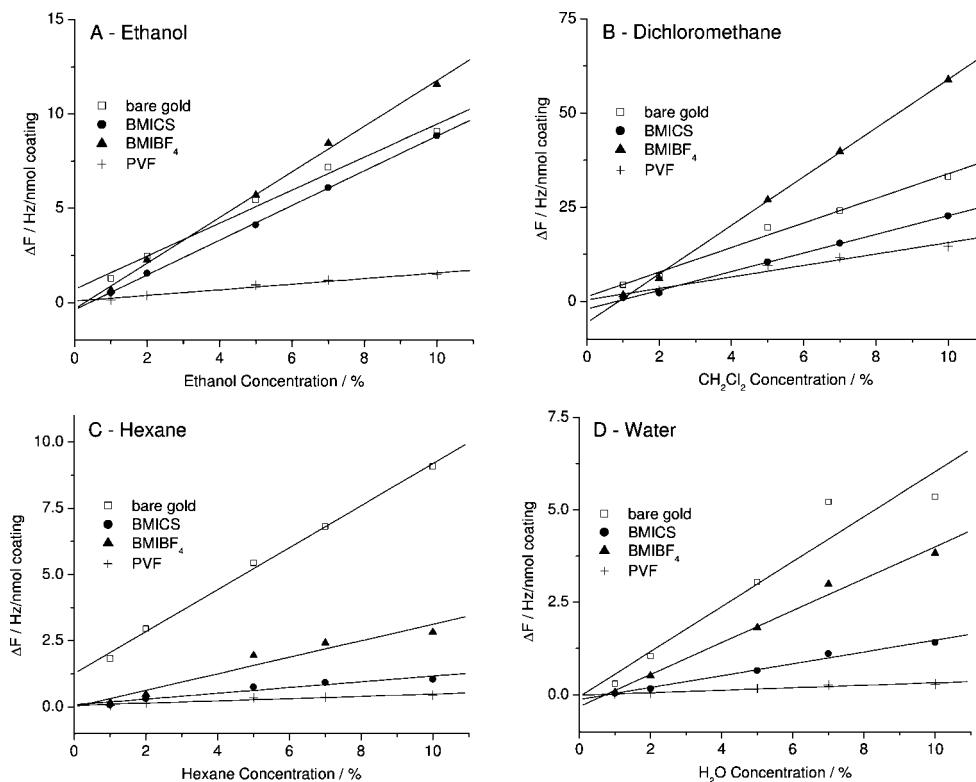 A - Ethanol
15
10
5
0
bare gold
BMICS
BMIBF₄
PVF
ΔF / Hz/nmol coating
0 2 4 6 8 10
Ethanol Concentration / %
B - Dichloromethane
75
50
25
0
bare gold
BMICS
BMIBF₄
PVF
ΔF / Hz/nmol coating
0 2 4 6 8 10
CH₂Cl₂ Concentration / %
C - Hexane
10.0
7.5
5.0
2.5
0.0
bare gold
BMICS
BMIBF₄
PVF
ΔF / Hz/nmol coating
0 2 4 6 8 10
Hexane Concentration / %
D - Water
7.5
5.0
2.5
0.0
bare gold
BMICS
BMIBF₄
PVF
ΔF / Hz/nmol coating
0 2 4 6 8 10
H₂O Concentration / %